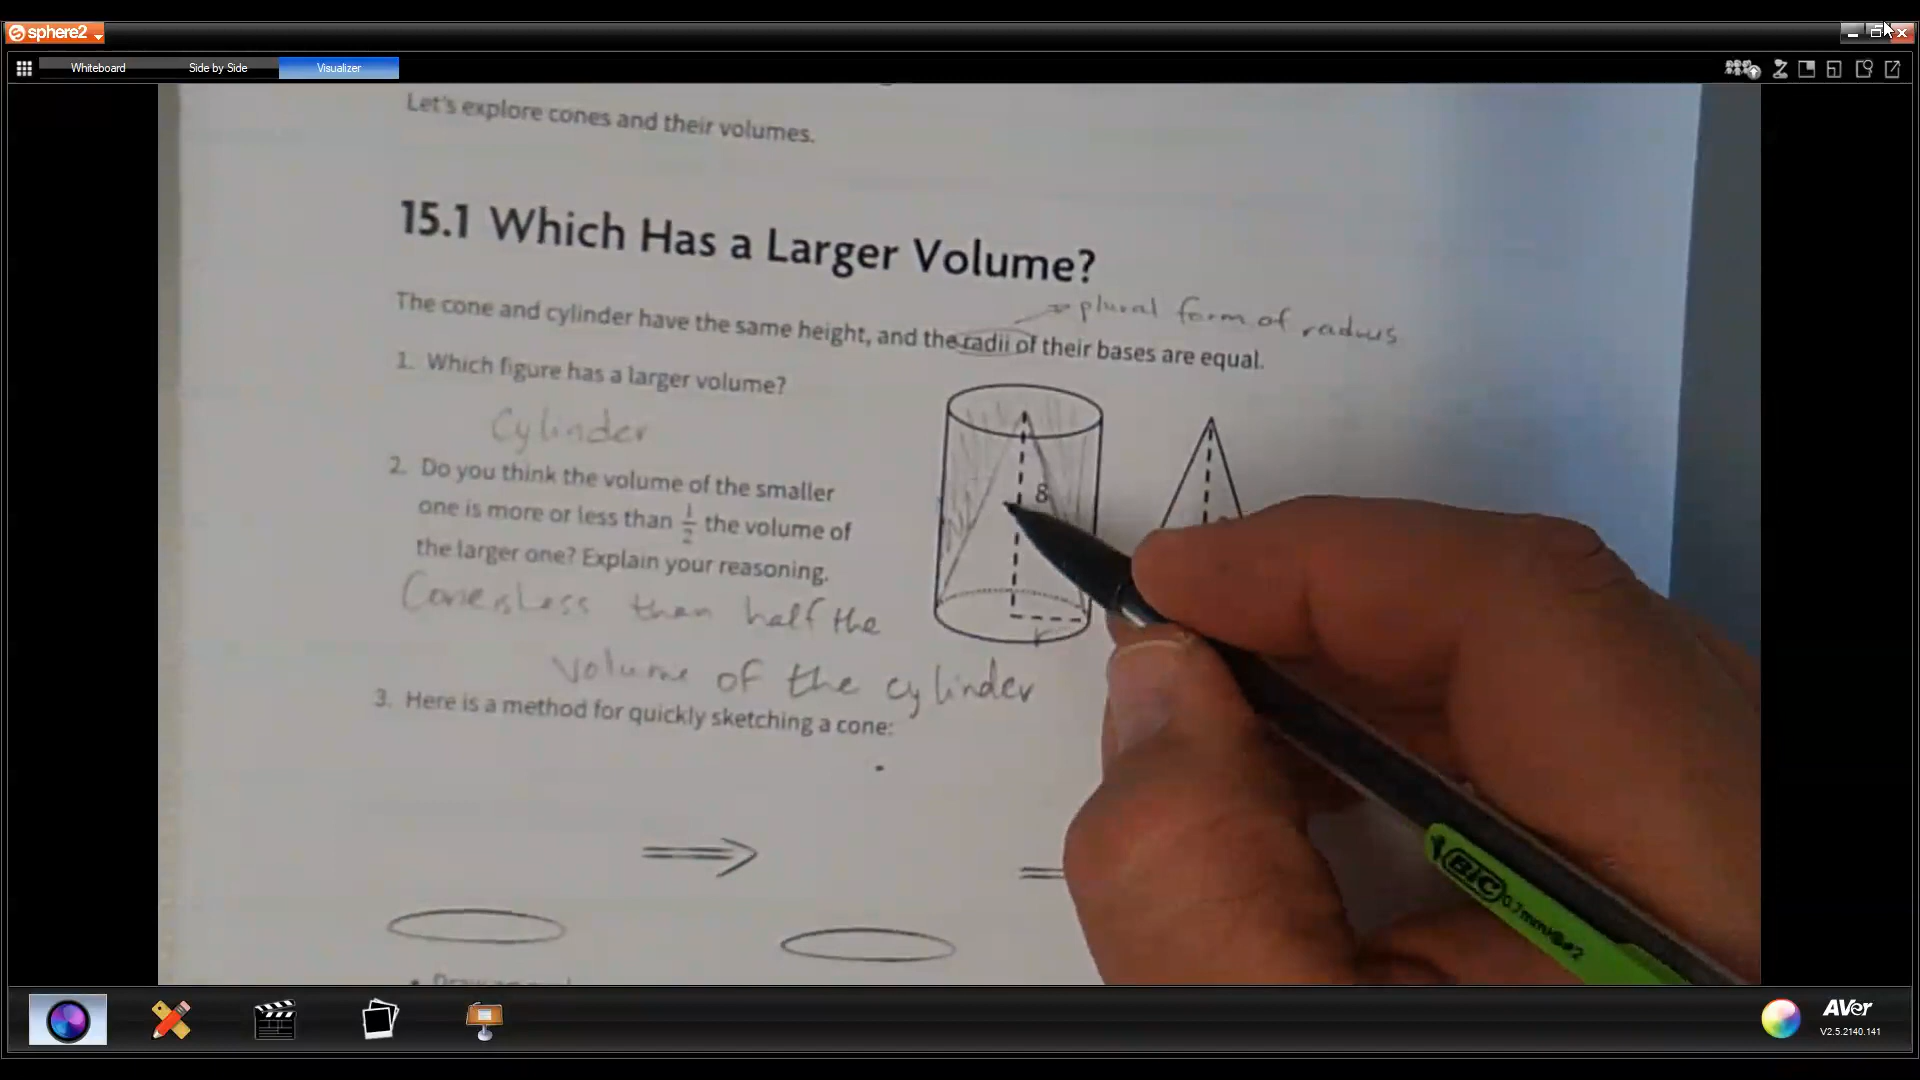 sphere2
Whiteboard
Side by Side
Visualizer
Let's explore cones and their volumes.
15.1 Which Has a Larger Volume?
plural form of radius
The cone and cylinder have the same height, and the radii of their bases are equal.
1. Which figure has a larger volume?
Cylinder
2. Do you think the volume of the smaller
one is more or less than 1/2 the volume of
the larger one? Explain your reasoning.
Cone is Less than half the
volume of the cylinder
8
r
3. Here is a method for quickly sketching a cone:
BIC 0.7mm #2
AVer
V2.5.2140.141